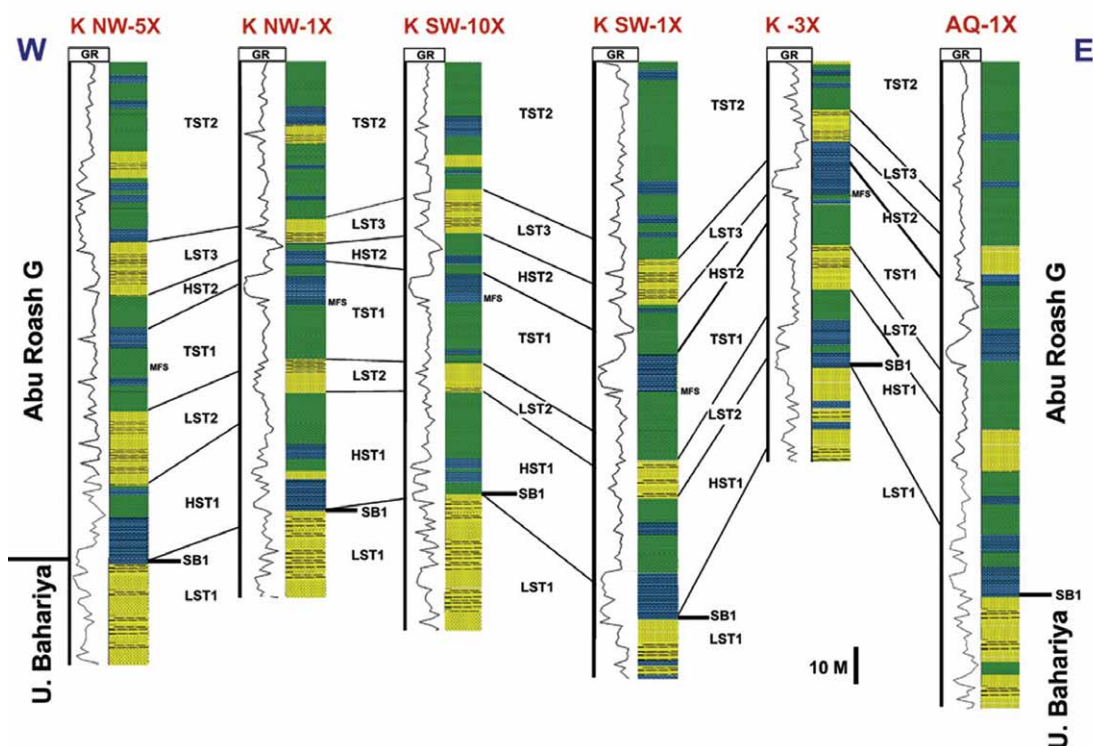 K NW-5X K NW-1X K SW-10X K SW-1X K -3X AQ-1X
W E
GR GR GR GR GR GR
TST2 TST2 TST2 TST2 TST2
LST3 LST3 LST3 LST3 LST3
HST2 HST2 HST2 HST2 HST2
MFS MFS MFS MFS MFS
TST1 TST1 TST1 TST1 TST1
LST2 LST2 LST2 LST2 LST2
HST1 HST1 HST1 HST1 HST1
SB1 SB1 SB1 SB1 SB1 SB1
LST1 LST1 LST1 LST1 LST1
Abu Roash G
U. Bahariya
Abu Roash G
U. Bahariya
10 M